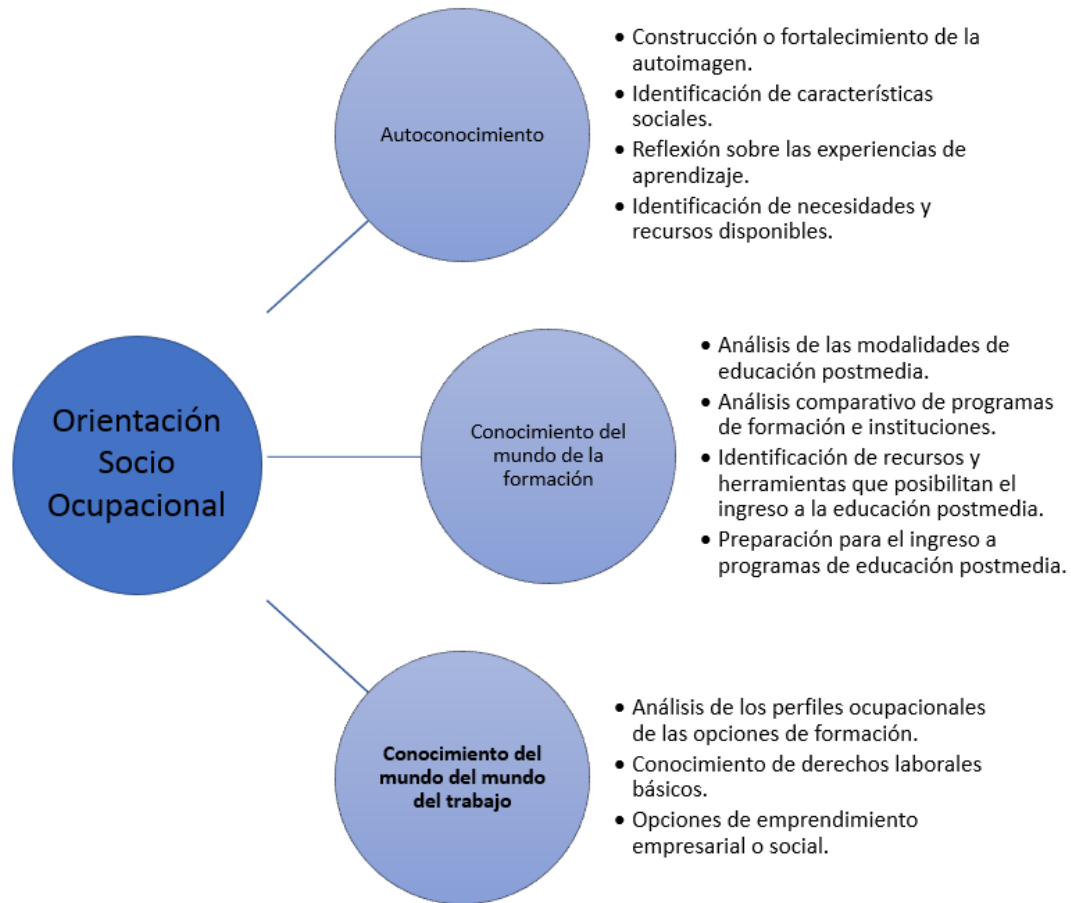 Orientación
Socio
Ocupacional
Autoconocimiento
• Construcción o fortalecimiento de la
autoimagen.
• Identificación de características
sociales.
• Reflexión sobre las experiencias de
aprendizaje.
• Identificación de necesidades y
recursos disponibles.
Conocimiento del
mundo de la
formación
• Análisis de las modalidades de
educación postmedia.
• Análisis comparativo de programas
de formación e instituciones.
• Identificación de recursos y
herramientas que posibilitan el
ingreso a la educación postmedia.
• Preparación para el ingreso a
programas de educación postmedia.
Conocimiento del
mundo del mundo
del trabajo
• Análisis de los perfiles ocupacionales
de las opciones de formación.
• Conocimiento de derechos laborales
básicos.
• Opciones de emprendimiento
empresarial o social.